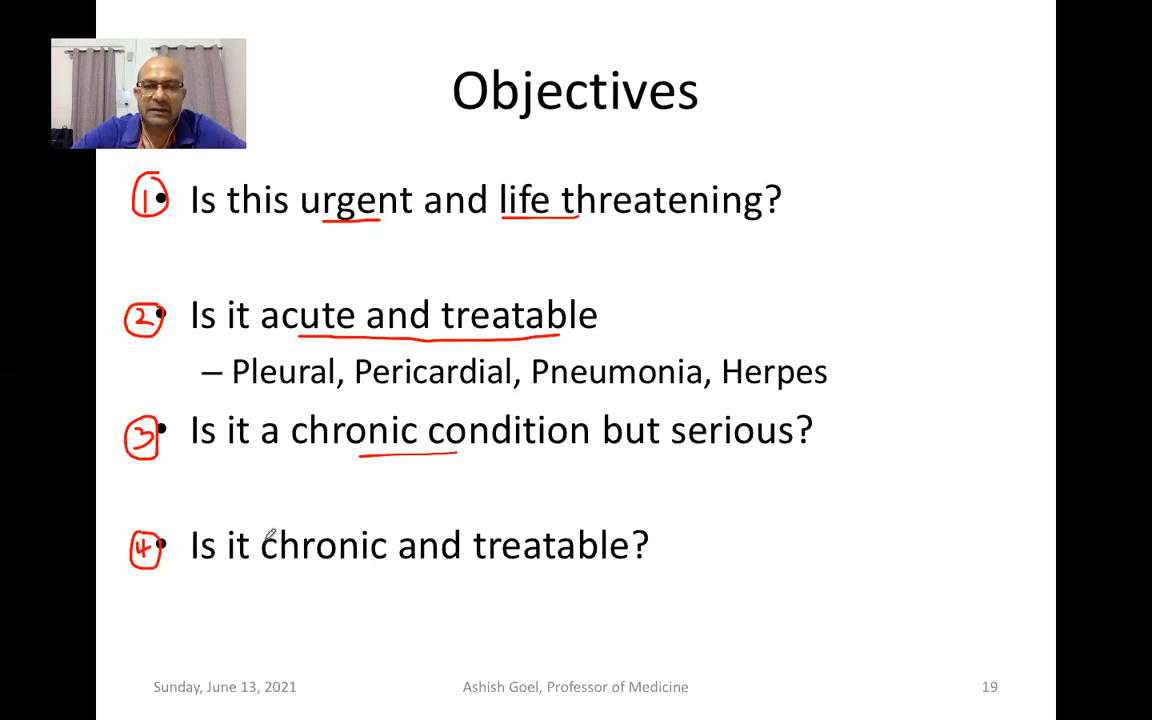 Objectives
1 • Is this urgent and life threatening?
2 • Is it acute and treatable
– Pleural, Pericardial, Pneumonia, Herpes
3 • Is it a chronic condition but serious?
4 • Is it chronic and treatable?
Sunday, June 13, 2021 Ashish Goel, Professor of Medicine 19